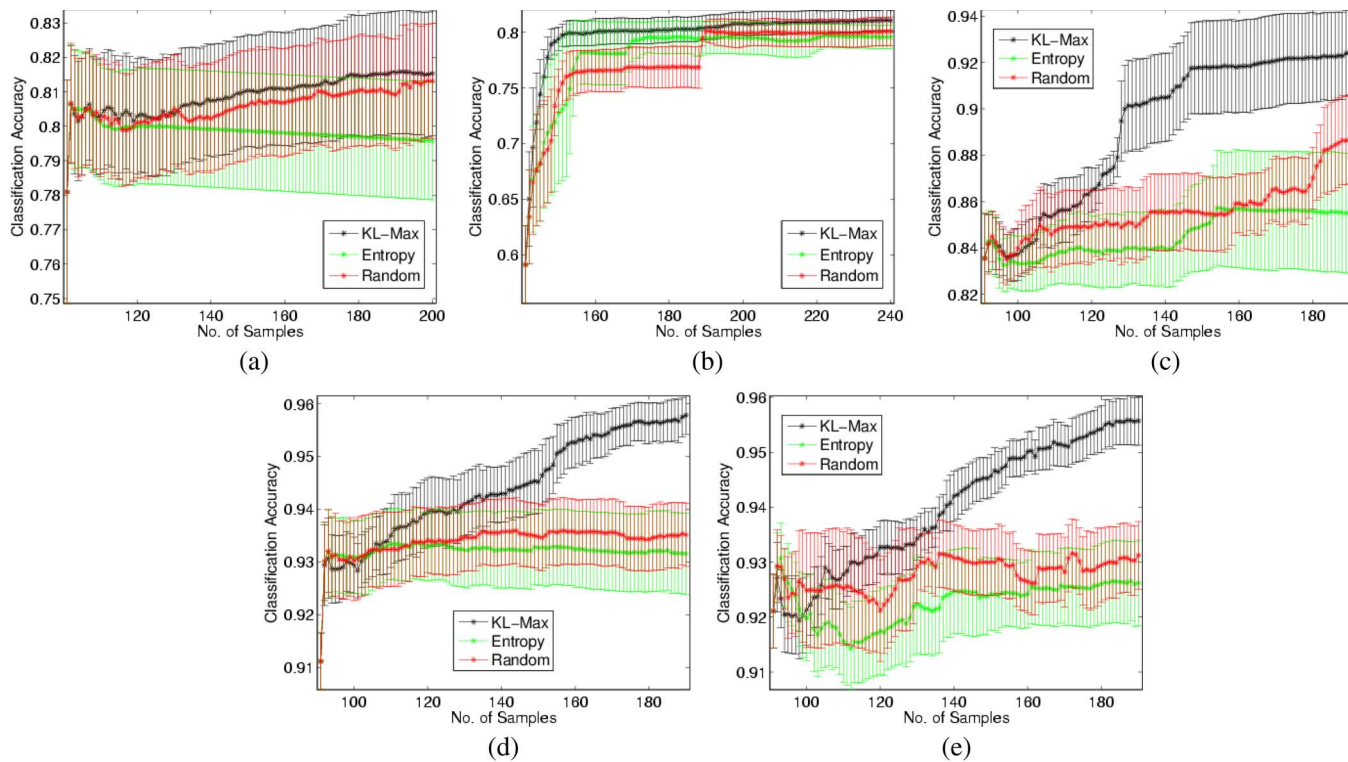 Classification Accuracy
0.83
0.82
0.81
0.8
0.79
0.78
0.77
0.76
0.75
120 140 160 180 200
No. of Samples
KL-Max
Entropy
Random
(a)
Classification Accuracy
0.8
0.75
0.7
0.65
0.6
160 180 200 220 240
No. of Samples
KL-Max
Entropy
Random
(b)
Classification Accuracy
0.94
0.92
0.9
0.88
0.86
0.84
0.82
100 120 140 160 180
No. of Samples
KL-Max
Entropy
Random
(c)
Classification Accuracy
0.96
0.95
0.94
0.93
0.92
0.91
100 120 140 160 180
No. of Samples
KL-Max
Entropy
Random
(d)
Classification Accuracy
0.96
0.95
0.94
0.93
0.92
0.91
100 120 140 160 180
No. of Samples
KL-Max
Entropy
Random
(e)